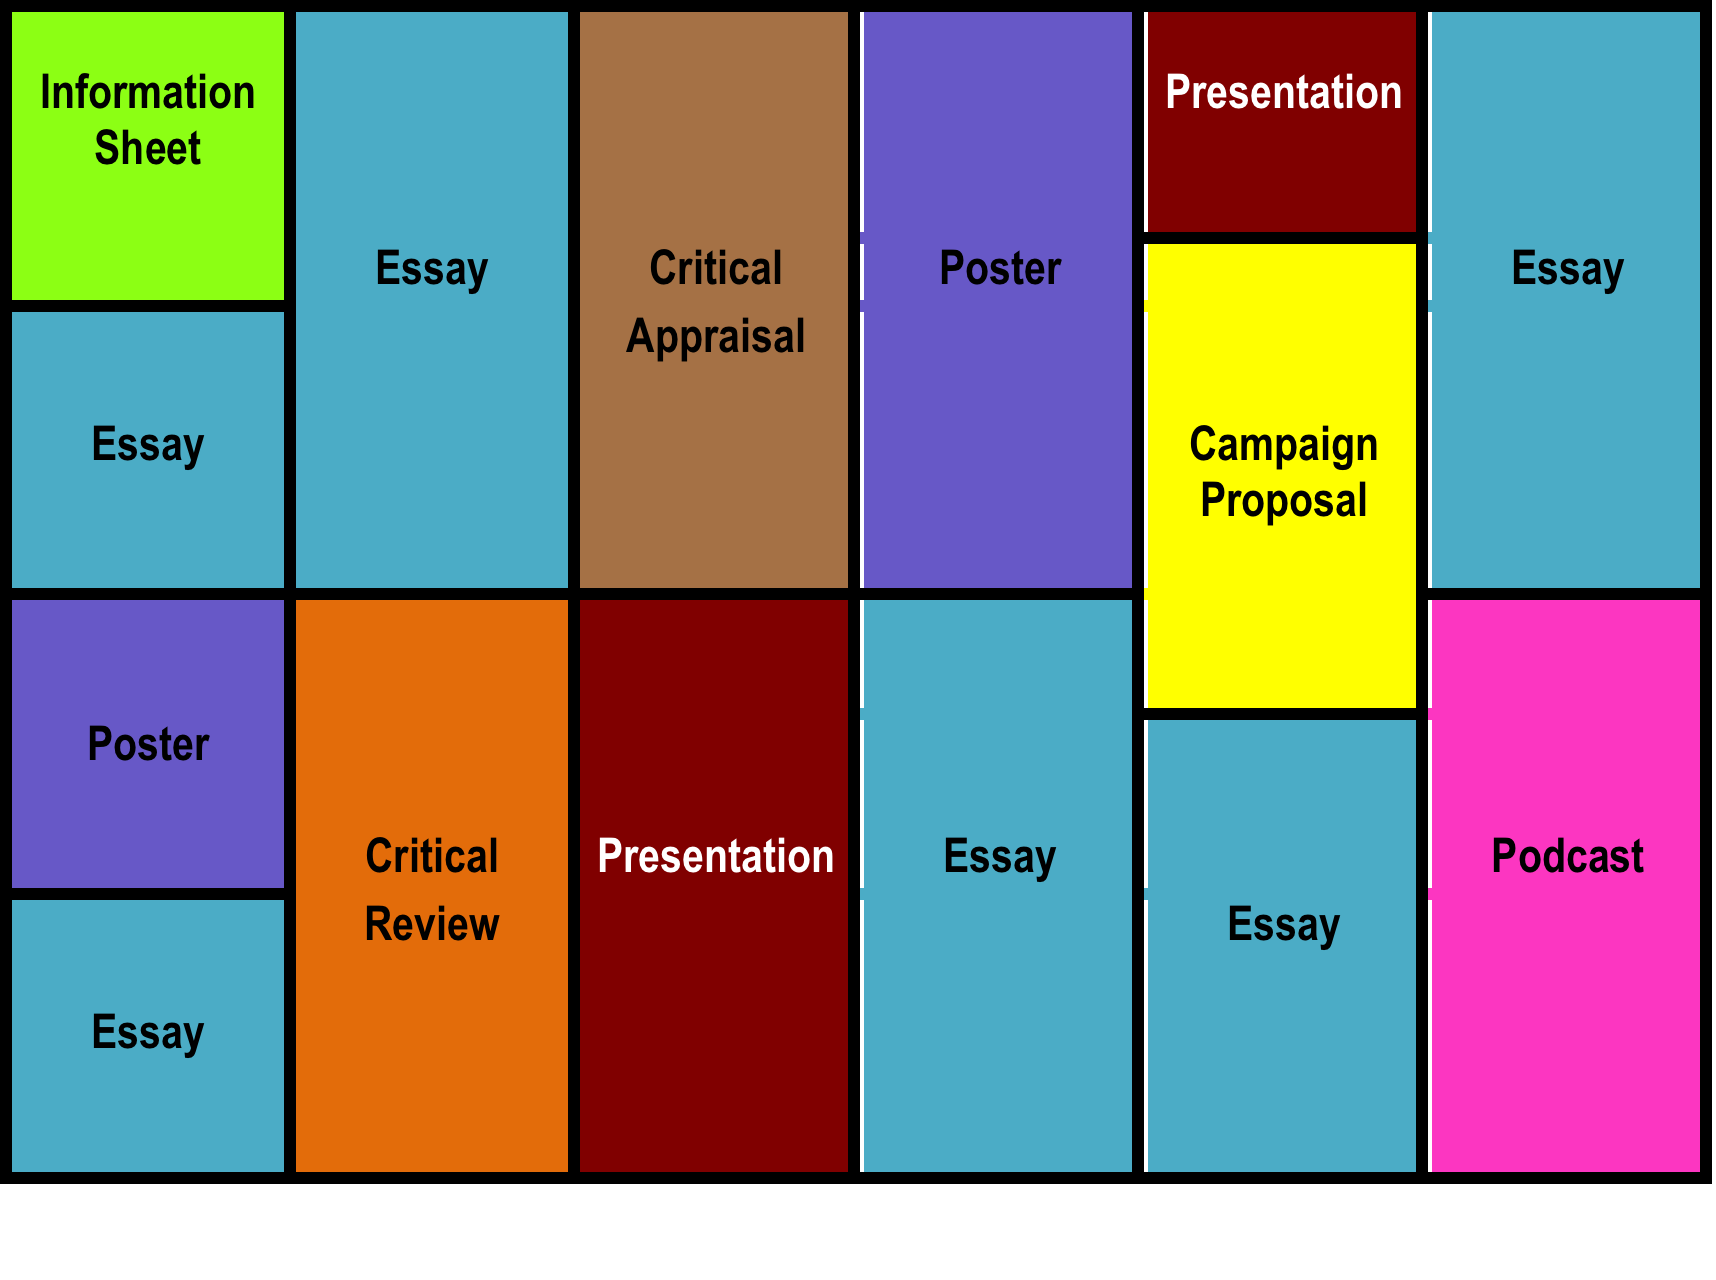 Information
Sheet
Essay
Poster
Essay
Essay
Critical
Review
Critical
Appraisal
Presentation
Poster
Essay
Presentation
Campaign
Proposal
Essay
Essay
Podcast